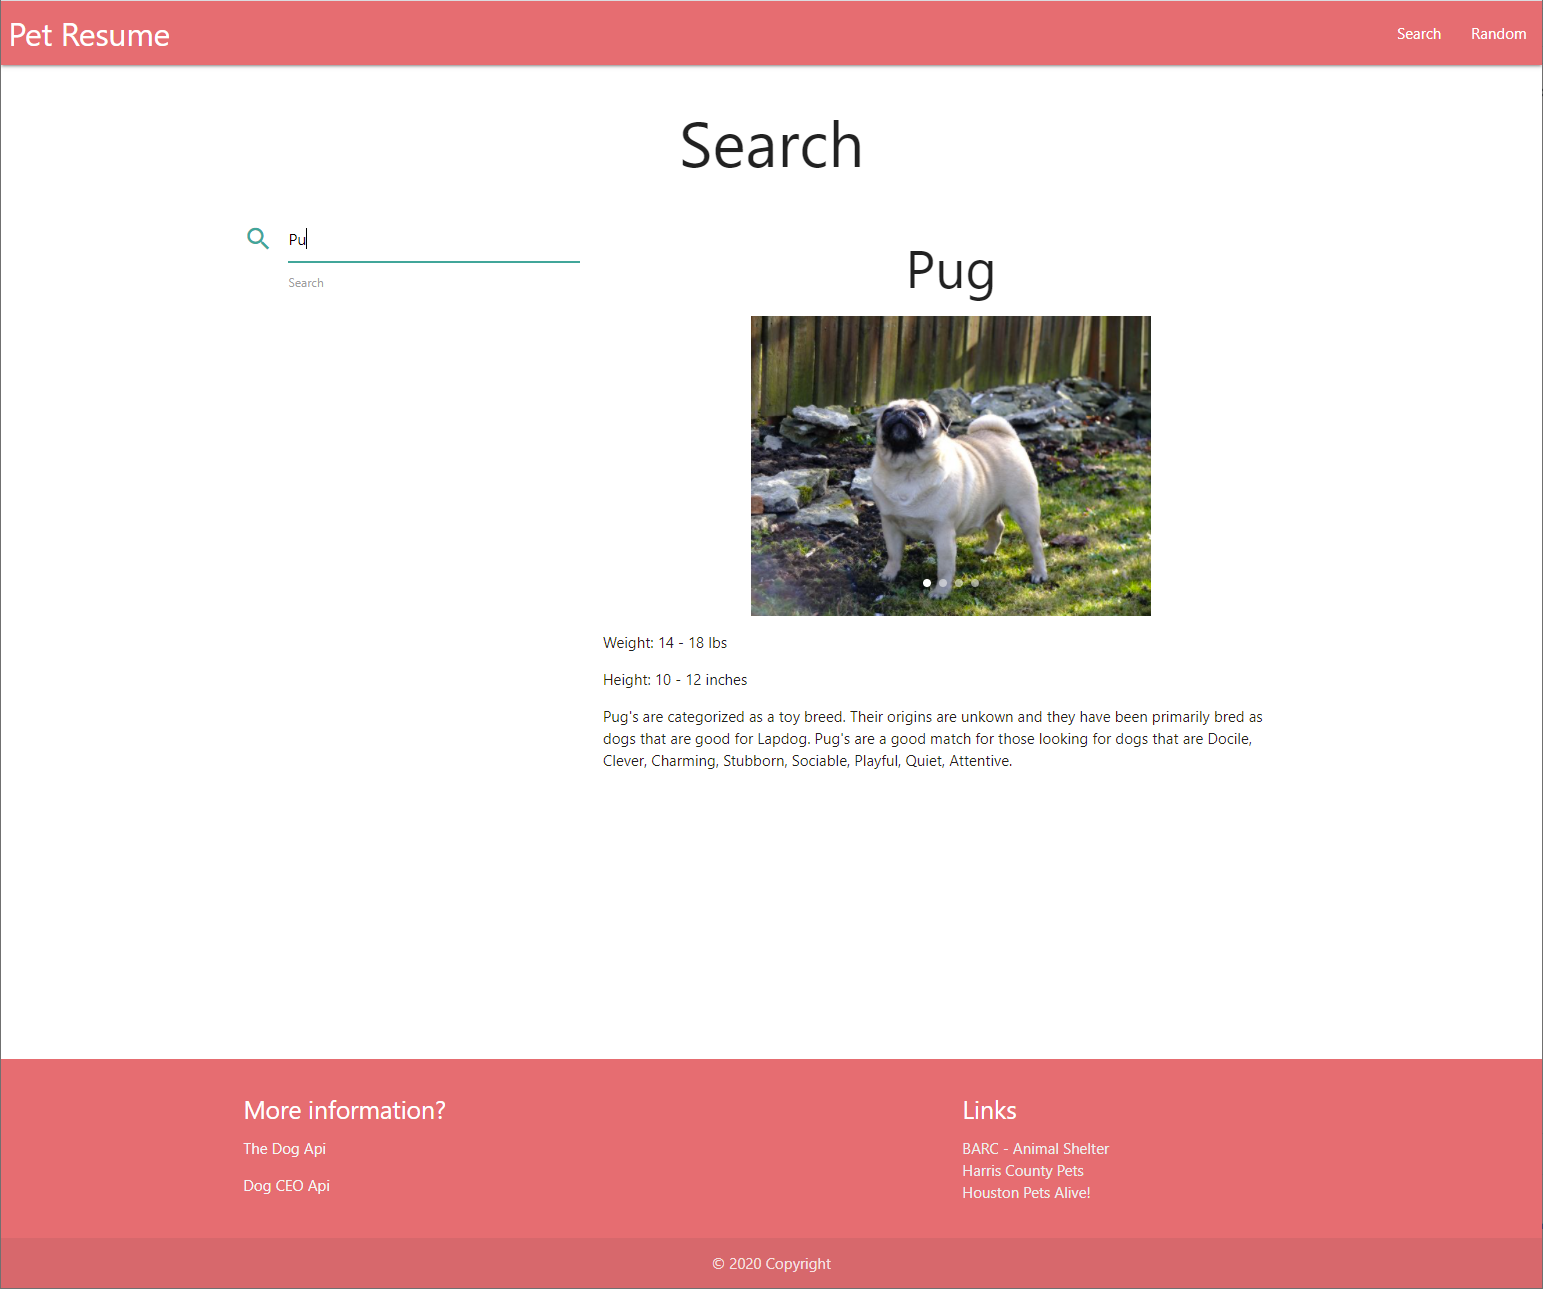 Pet Resume
Search Random
Search
Pu
Search
Pug
Weight: 14 - 18 lbs
Height: 10 - 12 inches
Pug's are categorized as a toy breed. Their origins are unkown and they have been primarily bred as
dogs that are good for Lapdog. Pug's are a good match for those looking for dogs that are Docile,
Clever, Charming, Stubborn, Sociable, Playful, Quiet, Attentive.
More information?
The Dog Api
Dog CEO Api
Links
BARC - Animal Shelter
Harris County Pets
Houston Pets Alive!
© 2020 Copyright